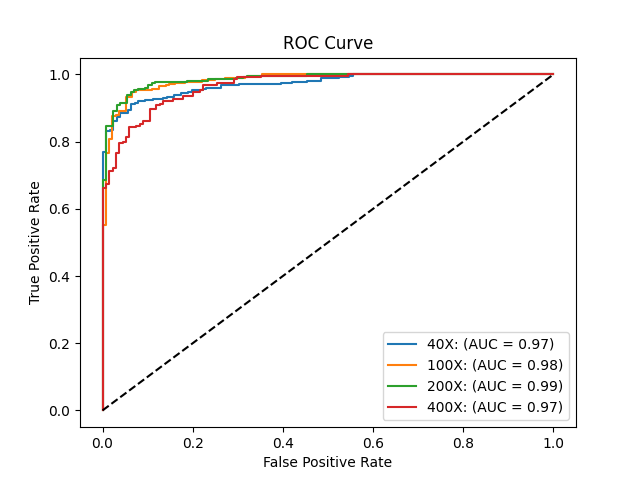 ROC Curve
True Positive Rate
1.0
0.8
0.6
0.4
0.2
0.0
40X: (AUC = 0.97)
100X: (AUC = 0.98)
200X: (AUC = 0.99)
400X: (AUC = 0.97)
0.0 0.2 0.4 0.6 0.8 1.0
False Positive Rate